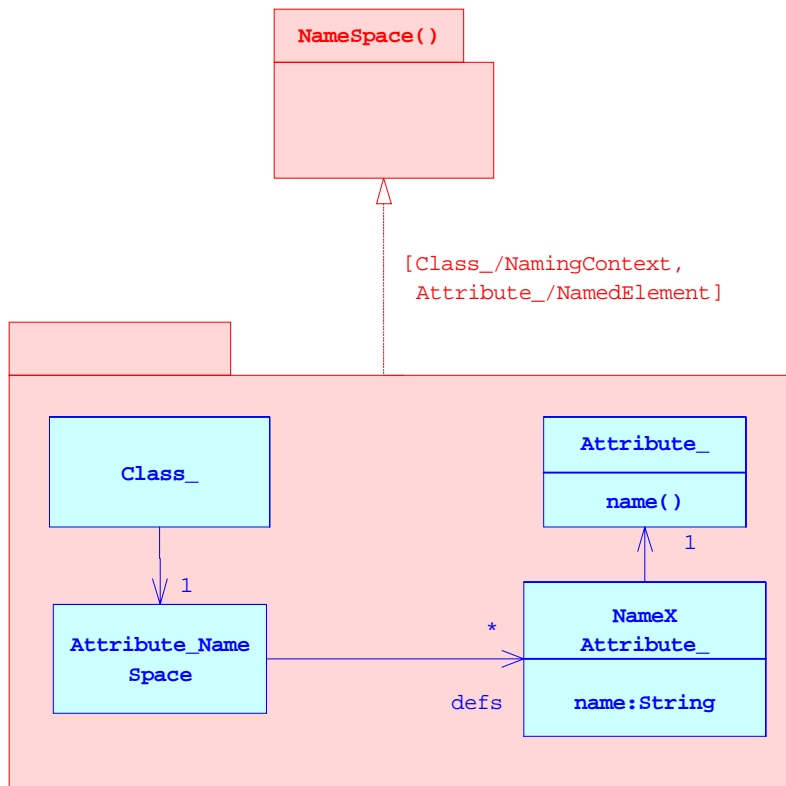 NameSpace()
[Class_/NamingContext,
Attribute_/NamedElement]
Class_
Attribute_
name()
1
1
Attribute_Name
Space
*
defs
NameX
Attribute_
name:String